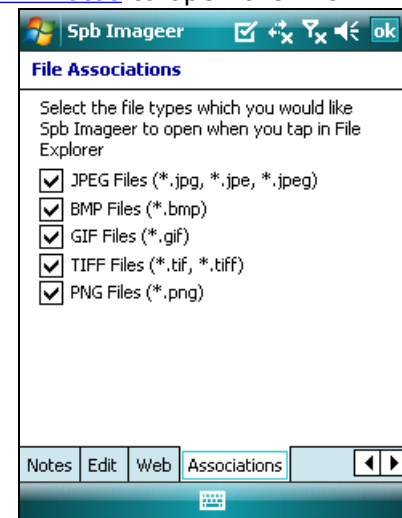 Spb Imageer ok
File Associations
Select the file types which you would like
Spb Imageer to open when you tap in File
Explorer
JPEG Files (*.jpg, *.jpe, *.jpeg)
BMP Files (*.bmp)
GIF Files (*.gif)
TIFF Files (*.tif, *.tiff)
PNG Files (*.png)
Notes Edit Web Associations